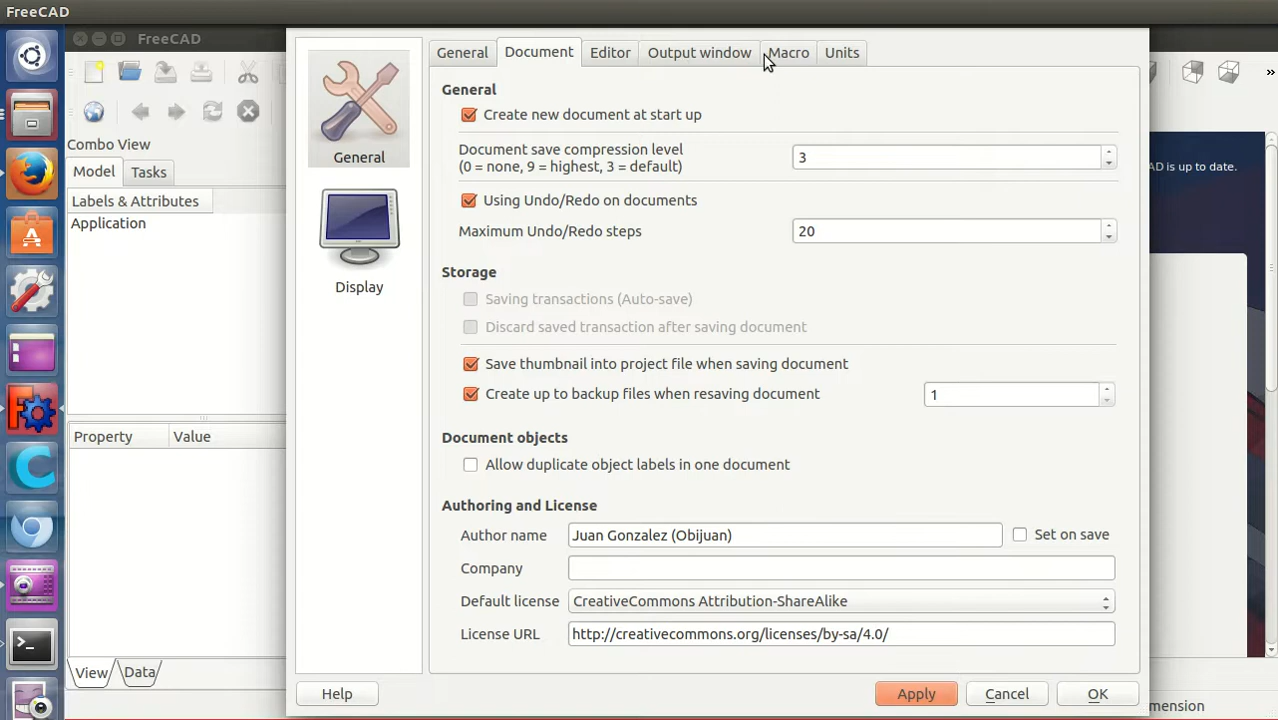 FreeCAD
FreeCAD
Combo View
Model
Tasks
Labels & Attributes
Application
Property
Value
View
Data
General
Display
General
Document
Editor
Output window
Macro
Units
General
Create new document at start up
Document save compression level
(0 = none, 9 = highest, 3 = default)
3
Using Undo/Redo on documents
Maximum Undo/Redo steps
20
Storage
Saving transactions (Auto-save)
Discard saved transaction after saving document
Save thumbnail into project file when saving document
Create up to backup files when resaving document
1
Document objects
Allow duplicate object labels in one document
Authoring and License
Author name
Juan Gonzalez (Obijuan)
Set on save
Company
Default license
CreativeCommons Attribution-ShareAlike
License URL
http://creativecommons.org/licenses/by-sa/4.0/
Help
Apply
Cancel
OK
»
AD is up to date.
mension